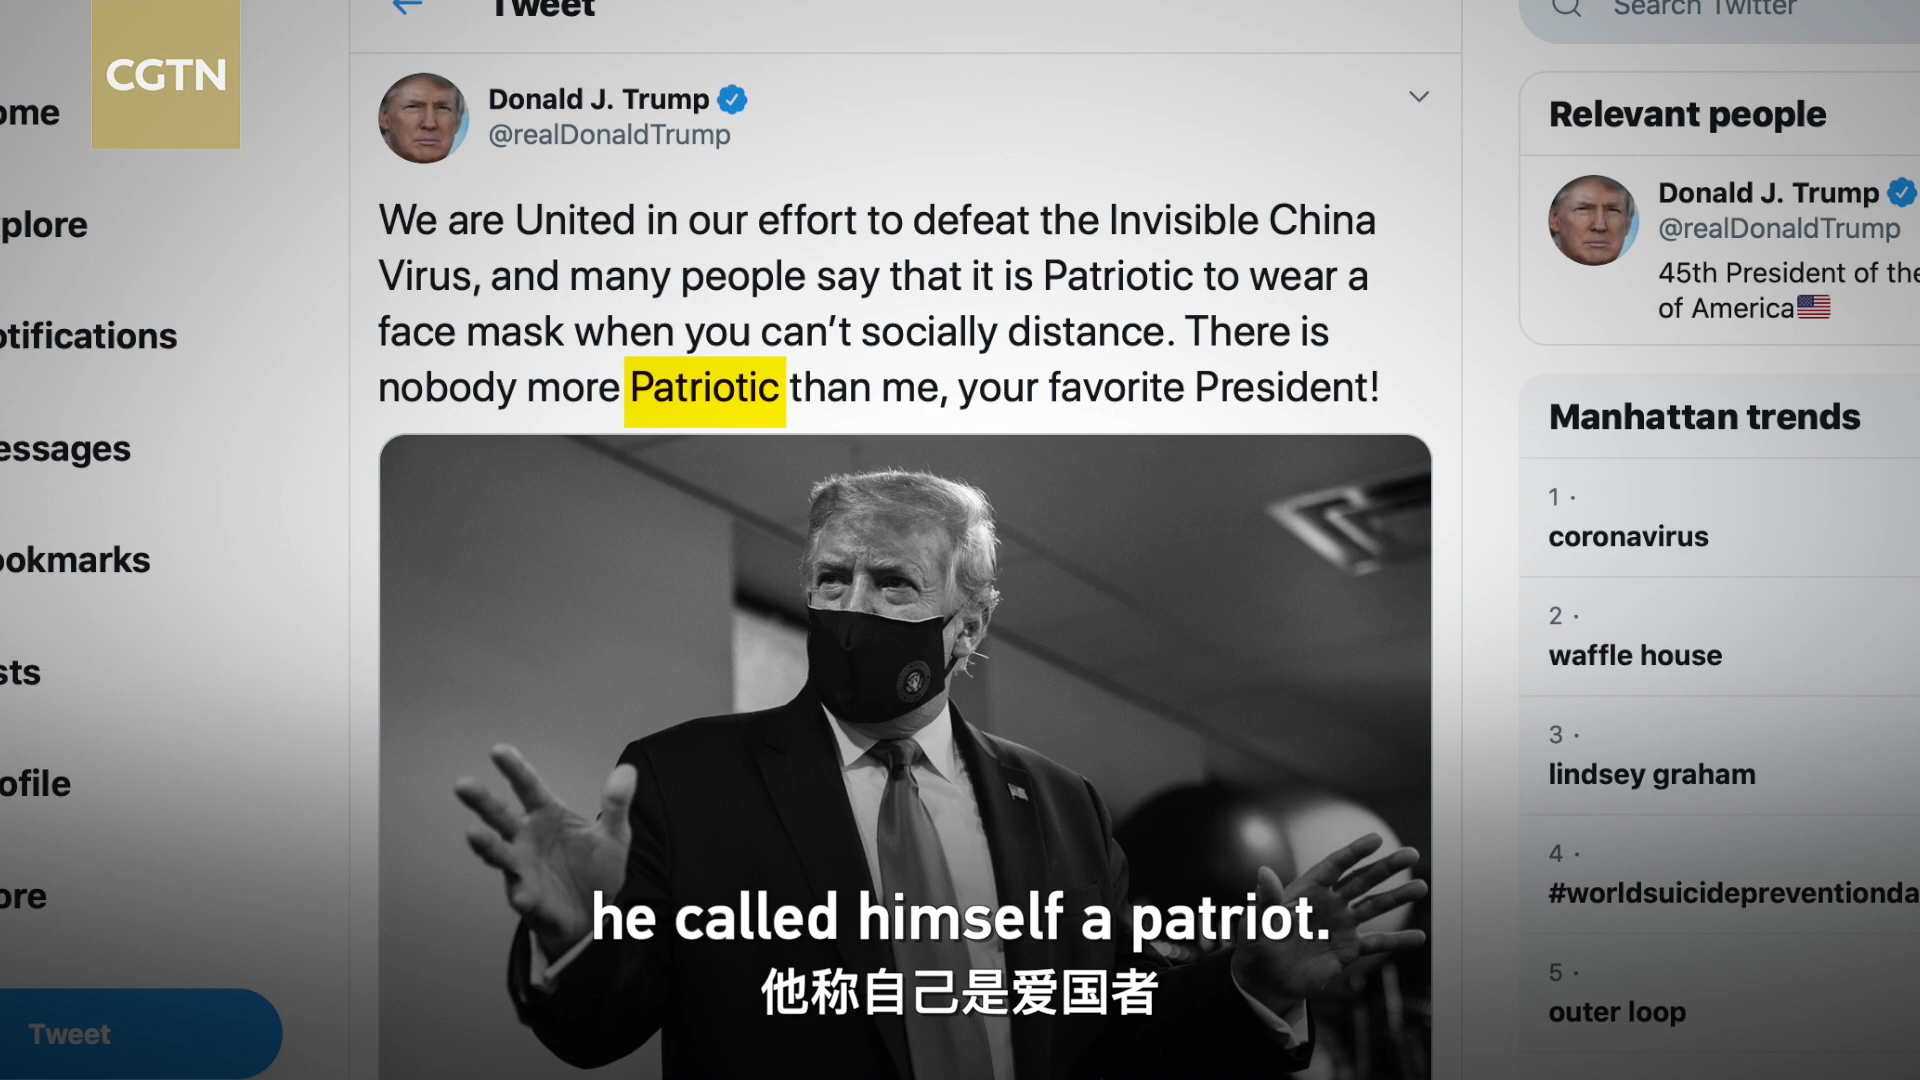 CGTN
Tweet
Search Twitter
ome
plore
otifications
essages
ookmarks
sts
ofile
ore
Tweet
Donald J. Trump
@realDonaldTrump
We are United in our effort to defeat the Invisible China
Virus, and many people say that it is Patriotic to wear a
face mask when you can’t socially distance. There is
nobody more Patriotic than me, your favorite President!
he called himself a patriot.
他称自己是爱国者
Relevant people
Donald J. Trump
@realDonaldTrump
45th President of the
of America🇺🇸
Manhattan trends
1 ·
coronavirus
2 ·
waffle house
3 ·
lindsey graham
4 ·
#worldsuicidepreventionda
5 ·
outer loop